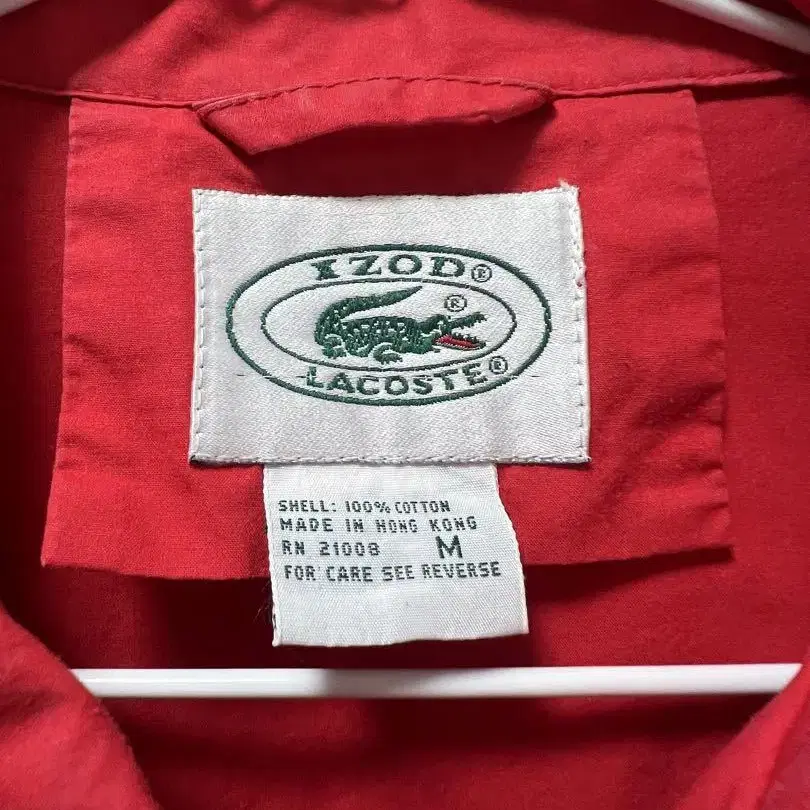 IZOD®
®
LACOSTE®
SHELL: 100% COTTON
MADE IN HONG KONG
RN 21008 M
FOR CARE SEE REVERSE